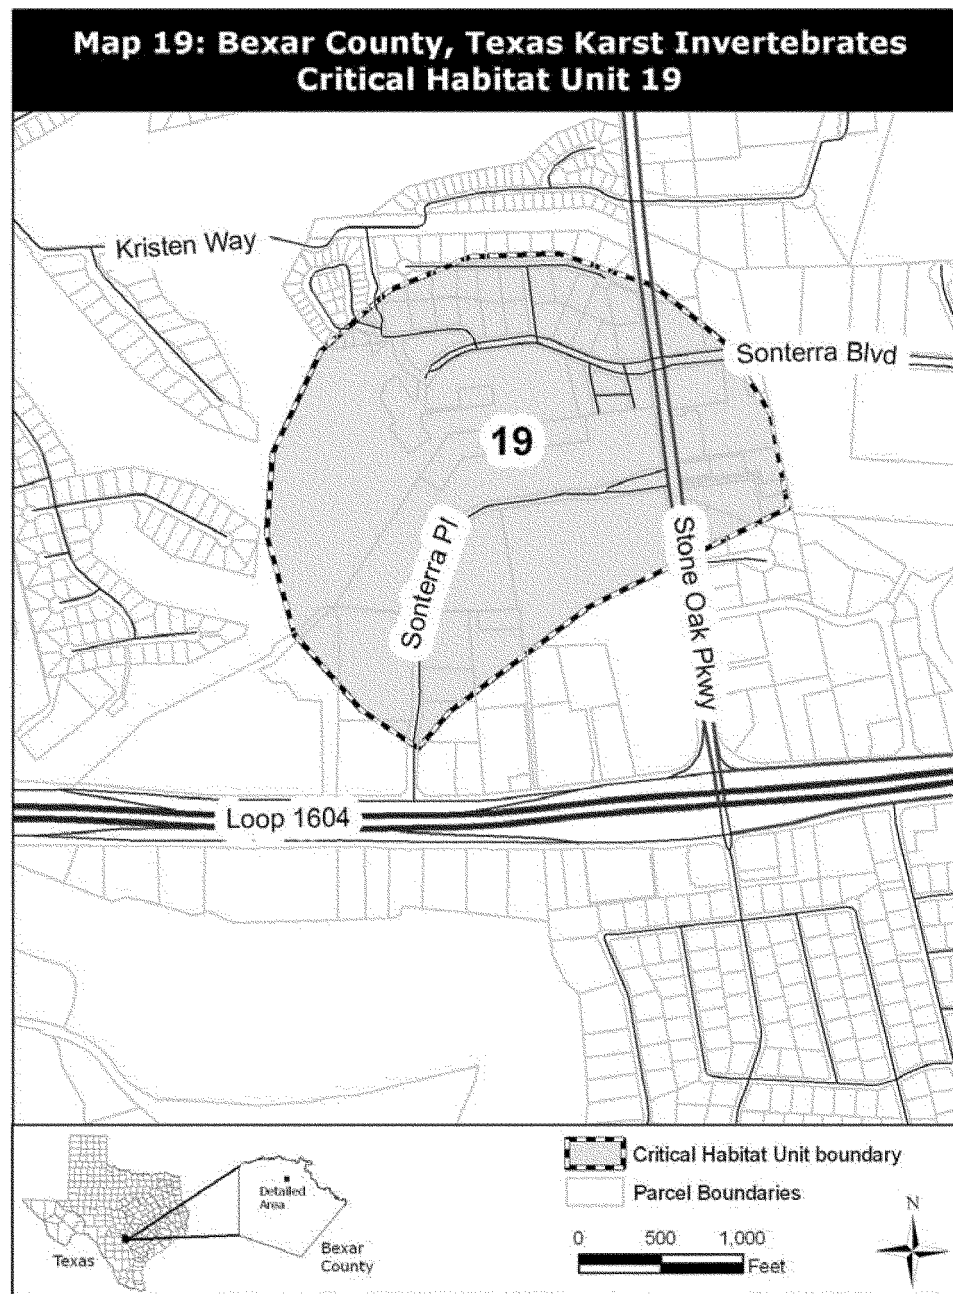 Map 19: Bexar County, Texas Karst Invertebrates
Critical Habitat Unit 19
Kristen Way
Sonterra Blvd
19
Sonterra Pl
Stone Oak Pkwy
Loop 1604
Detailed
Area
Texas
Bexar
County
Critical Habitat Unit boundary
Parcel Boundaries
0 500 1,000
Feet
N